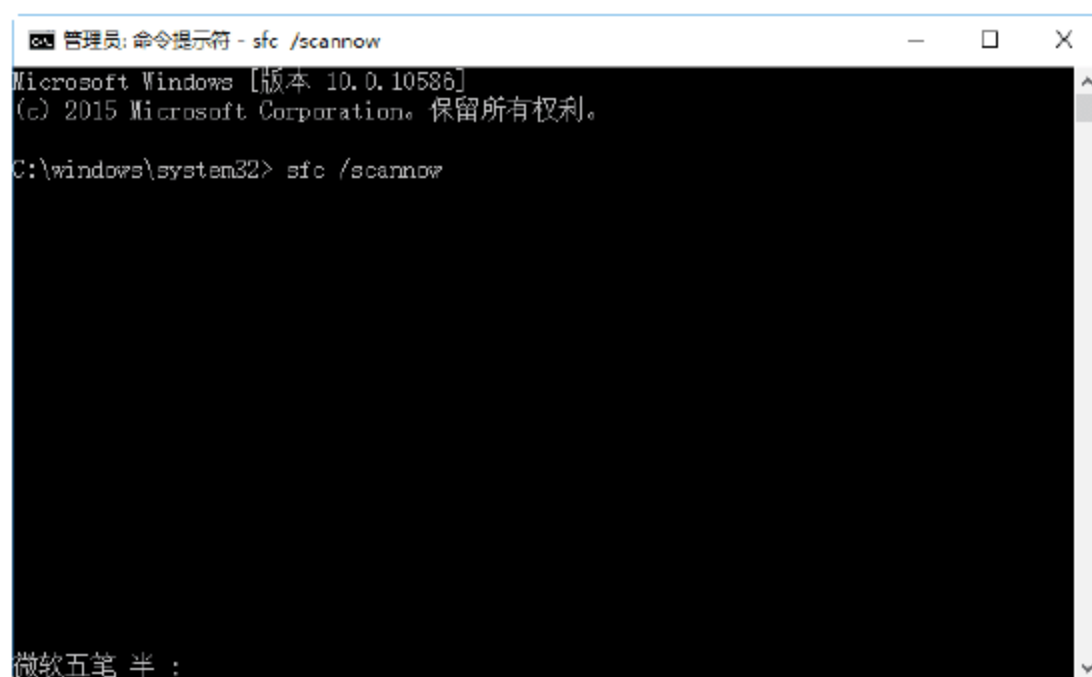 管理员: 命令提示符 - sfc  /scannow
Microsoft Windows [版本 10.0.10586]
(c) 2015 Microsoft Corporation。保留所有权利。
C:\windows\system32> sfc /scannow
微软五笔 半 :